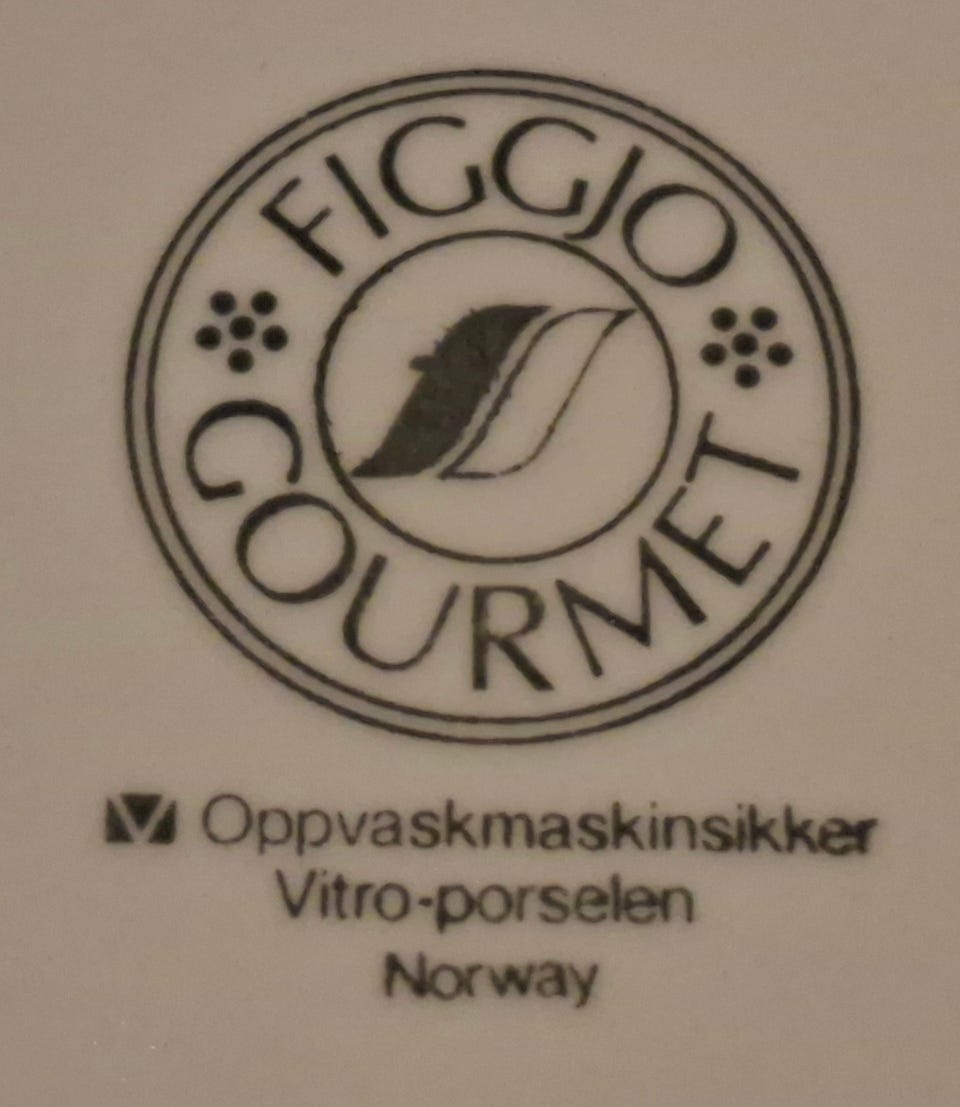 FIGGJO
GOURMET
Oppvaskmaskinsikker
Vitro-porselen
Norway